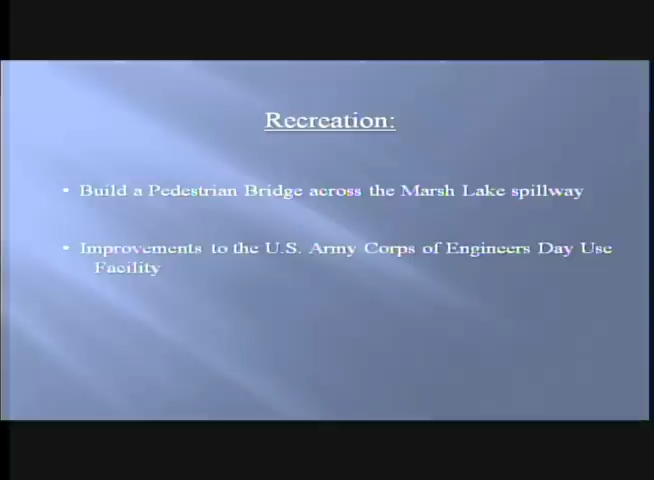 Recreation:
• Build a Pedestrian Bridge across the Marsh Lake spillway
• Improvements to the U.S. Army Corps of Engineers Day Use
Facility